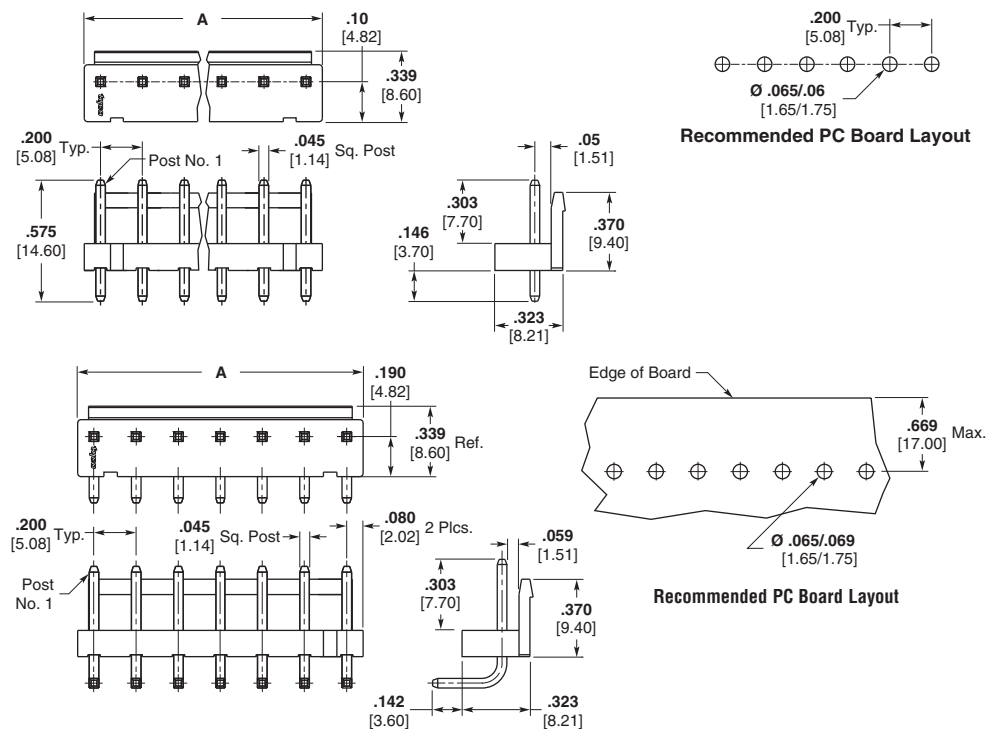 A
.10
[4.82]
.339
[8.60]
.200
[5.08] Typ.
Ø .065/.06
[1.65/1.75]
Recommended PC Board Layout
.200
[5.08] Typ.
Post No. 1
.045
[1.14] Sq. Post
.575
[14.60]
.05
[1.51]
.303
[7.70]
.146
[3.70]
.370
[9.40]
.323
[8.21]
A
.190
[4.82]
.339
[8.60] Ref.
Edge of Board
.669
[17.00] Max.
Ø .065/.069
[1.65/1.75]
Recommended PC Board Layout
.200
[5.08] Typ.
.045
[1.14] Sq. Post
.080
[2.02] 2 Plcs.
Post
No. 1
.059
[1.51]
.303
[7.70]
.370
[9.40]
.142
[3.60]
.323
[8.21]